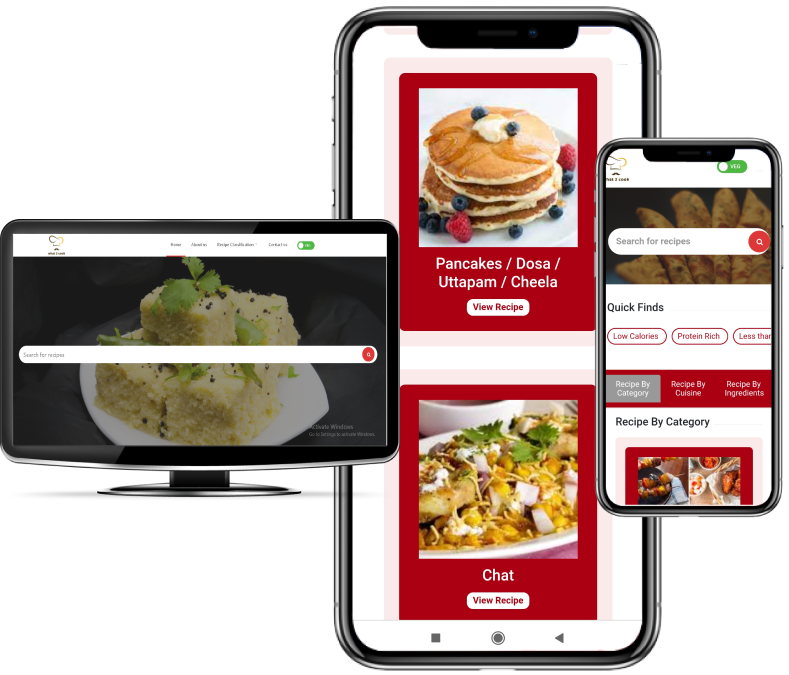 what 2 cook
Home About us Recipe Classification Contact us
Search for recipes
Activate Windows
Go to Settings to activate Windows.
Pancakes / Dosa /
Uttapam / Cheela
View Recipe
Chat
View Recipe
hat 2 cook
VEG
Search for recipes
Quick Finds
Low Calories Protein Rich Less than
Recipe By
Category
Recipe By
Cuisine
Recipe By
Ingredients
Recipe By Category